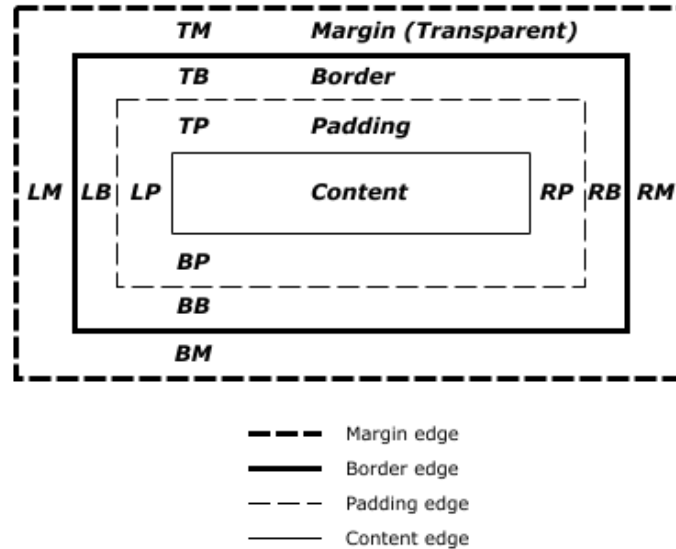 TM Margin (Transparent)
TB Border
TP Padding
LM LB LP Content RP RB RM
BP
BB
BM
Margin edge
Border edge
Padding edge
Content edge